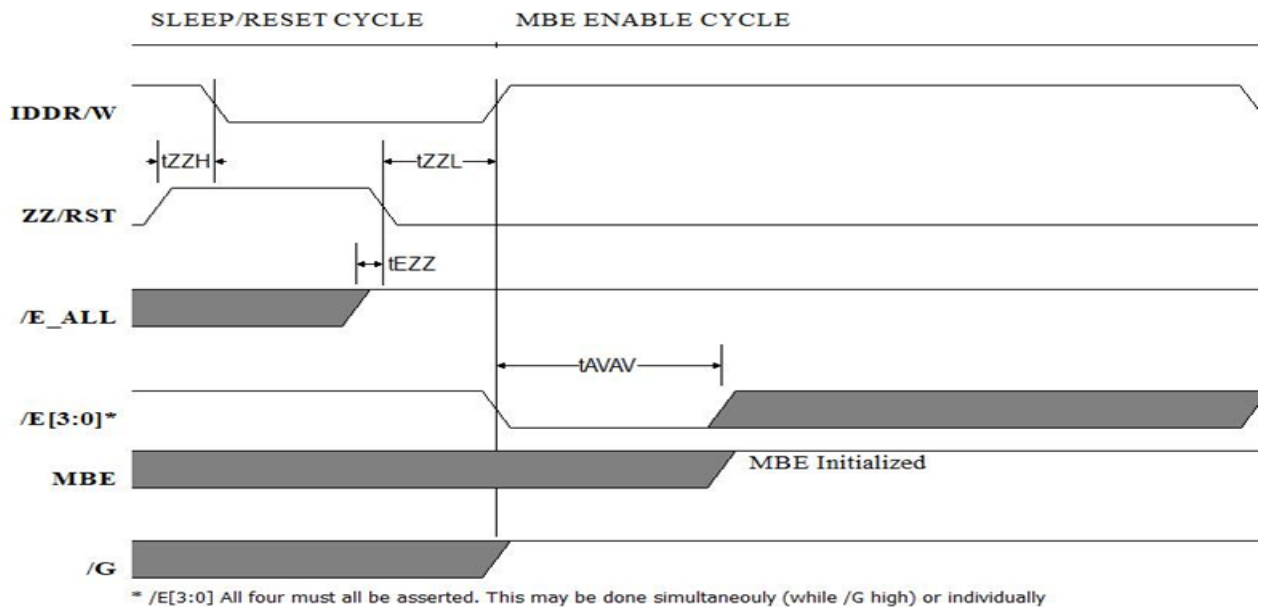 SLEEP/RESET CYCLE MBE ENABLE CYCLE
IDDR/W
tZZH tZZL
ZZ/RST
tEZZ
/E_ALL
tAVAV
/E[3:0]*
MBE MBE Initialized
/G
* /E[3:0] All four must all be asserted. This may be done simultaneouly (while /G high) or individually